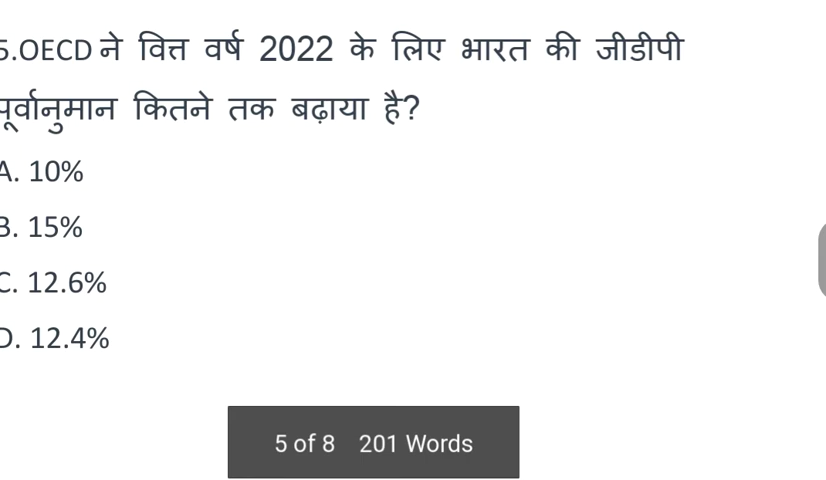 5.OECD ने वित्त वर्ष 2022 के लिए भारत की जीडीपी
पूर्वानुमान कितने तक बढ़ाया है?
A. 10%
B. 15%
C. 12.6%
D. 12.4%
5 of 8 201 Words